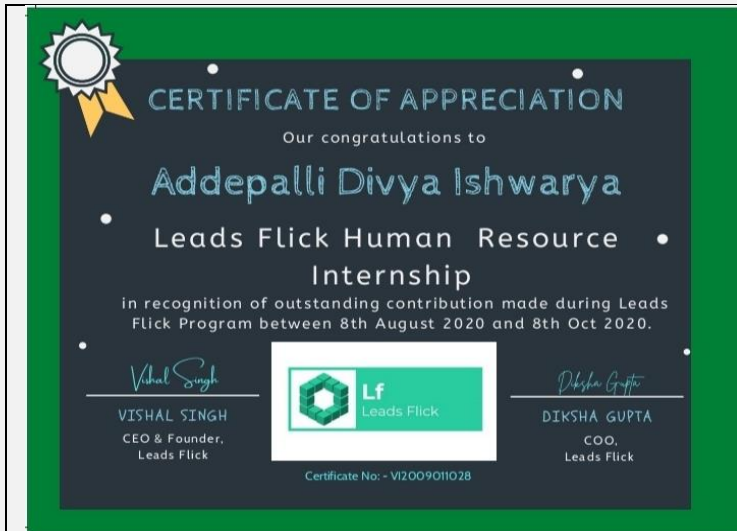 CERTIFICATE OF APPRECIATION
Our congratulations to
Addepalli Divya Ishwarya
Leads Flick Human Resource
Internship
in recognition of outstanding contribution made during Leads
Flick Program between 8th August 2020 and 8th Oct 2020.
Vishal Singh
VISHAL SINGH
CEO & Founder,
Leads Flick
Lf
Leads Flick
Diksha Gupta
DIKSHA GUPTA
COO,
Leads Flick
Certificate No: - VI2009011028